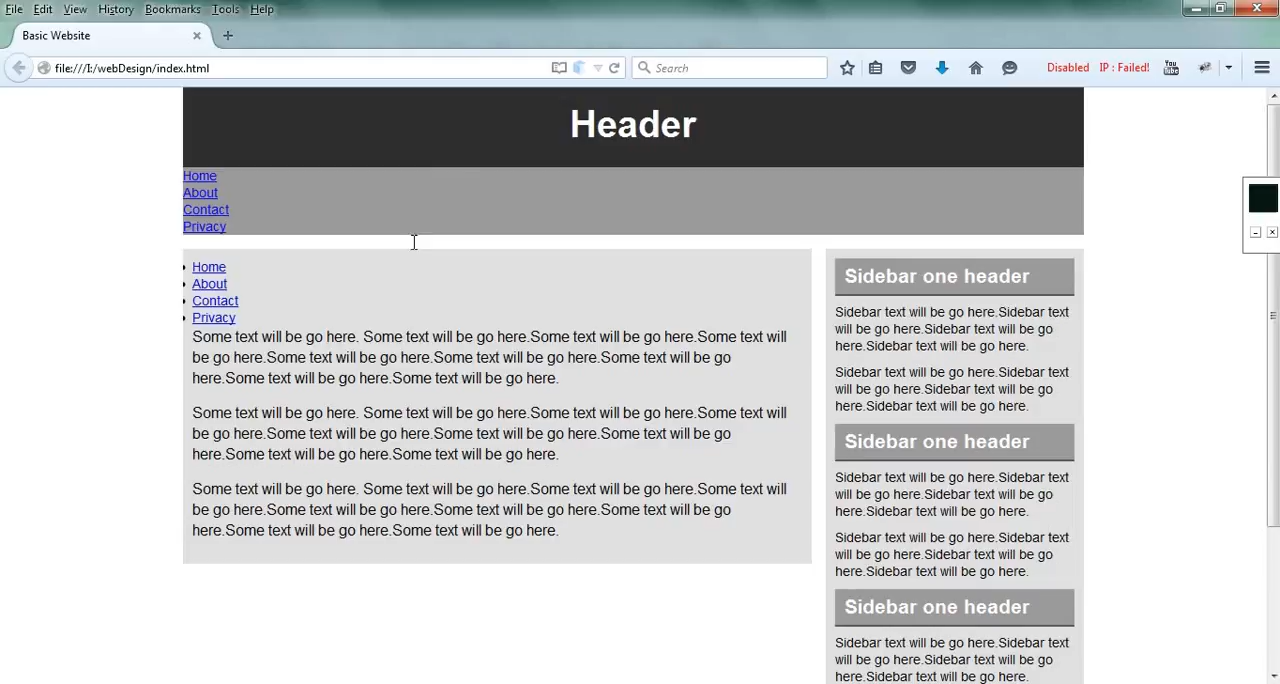 File Edit View History Bookmarks Tools Help
Basic Website
file:///I:/webDesign/index.html
Search
Disabled IP : Failed! You Tube
Header
Home
About
Contact
Privacy
Home
About
Contact
Privacy
Some text will be go here. Some text will be go here.Some text will be go here.Some text will
be go here.Some text will be go here.Some text will be go here.Some text will be go
here.Some text will be go here.Some text will be go here.
Some text will be go here. Some text will be go here.Some text will be go here.Some text will
be go here.Some text will be go here.Some text will be go here.Some text will be go
here.Some text will be go here.Some text will be go here.
Some text will be go here. Some text will be go here.Some text will be go here.Some text will
be go here.Some text will be go here.Some text will be go here.Some text will be go
here.Some text will be go here.Some text will be go here.
Sidebar one header
Sidebar text will be go here.Sidebar text
will be go here.Sidebar text will be go
here.Sidebar text will be go here.
Sidebar text will be go here.Sidebar text
will be go here.Sidebar text will be go
here.Sidebar text will be go here.
Sidebar one header
Sidebar text will be go here.Sidebar text
will be go here.Sidebar text will be go
here.Sidebar text will be go here.
Sidebar text will be go here.Sidebar text
will be go here.Sidebar text will be go
here.Sidebar text will be go here.
Sidebar one header
Sidebar text will be go here.Sidebar text
will be go here.Sidebar text will be go
here.Sidebar text will be go here.